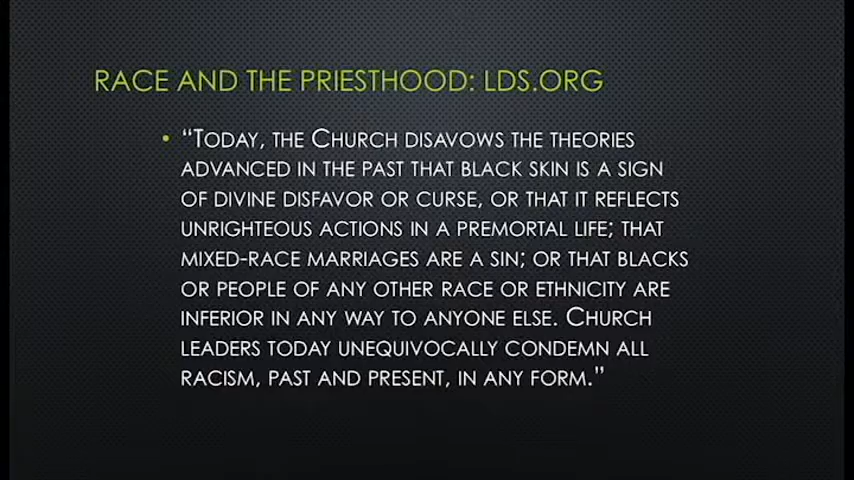 RACE AND THE PRIESTHOOD: LDS.ORG
• “TODAY, THE CHURCH DISAVOWS THE THEORIES
ADVANCED IN THE PAST THAT BLACK SKIN IS A SIGN
OF DIVINE DISFAVOR OR CURSE, OR THAT IT REFLECTS
UNRIGHTEOUS ACTIONS IN A PREMORTAL LIFE; THAT
MIXED-RACE MARRIAGES ARE A SIN; OR THAT BLACKS
OR PEOPLE OF ANY OTHER RACE OR ETHNICITY ARE
INFERIOR IN ANY WAY TO ANYONE ELSE. CHURCH
LEADERS TODAY UNEQUIVOCALLY CONDEMN ALL
RACISM, PAST AND PRESENT, IN ANY FORM.”